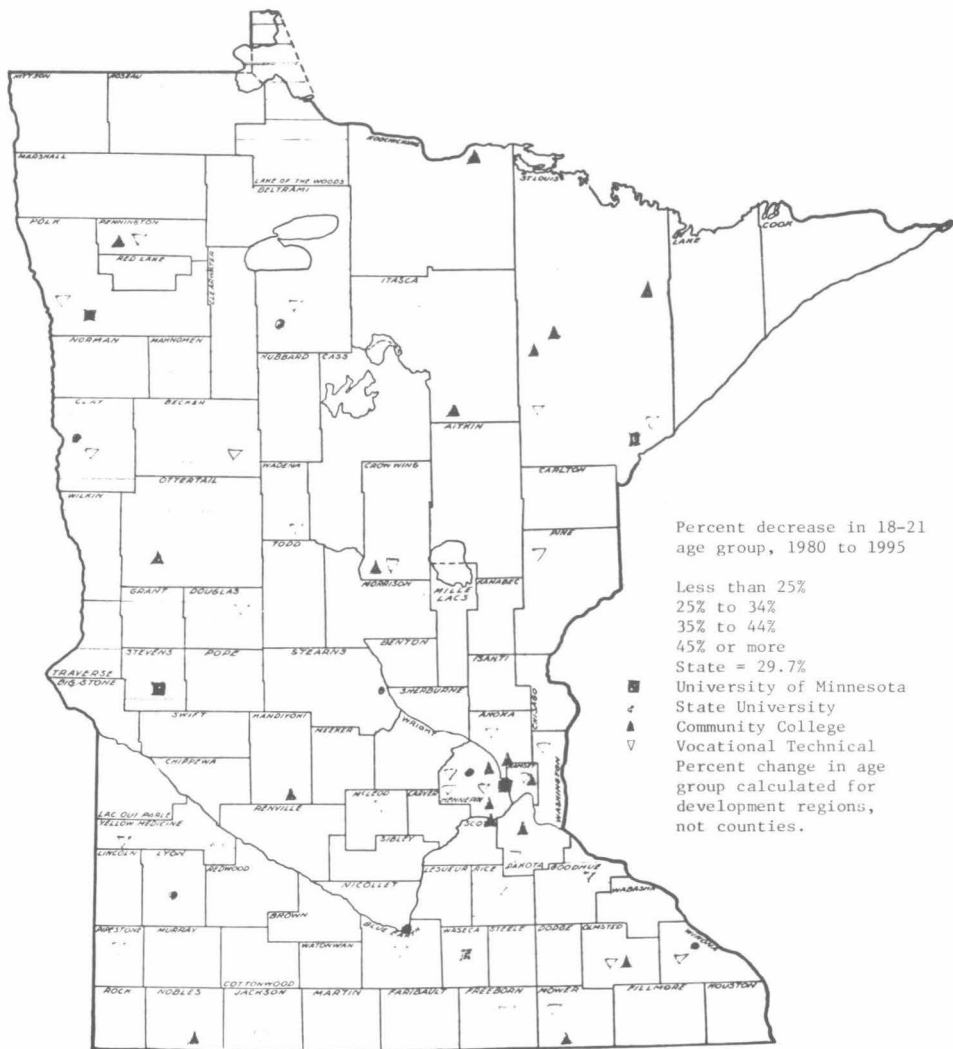 KITTSON
ROSEAU
KOOCHICHING
MARSHALL
LAKE OF THE WOODS
BELTRAMI
ST. LOUIS
LAKE
COOK
POLK
PENNINGTON
RED LAKE
CLEARWATER
ITASCA
NORMAN
MAHNOMEN
HUBBARD
CASS
CLAY
BECKER
AITKIN
WADENA
CROW WING
CARLTON
WILKIN
OTTERTAIL
TODD
PINE
MORRISON
MILLE
LACS
KANABEC
GRANT
DOUGLAS
BENTON
STEVENS
POPE
STEARNS
ISANTI
TRAVERSE
BIG STONE
SHERBURNE
CHISAGO
SWIFT
KANDIYOHI
WRIGHT
ANOKA
MEEKER
CHIPPEWA
RAMSEY
WASHINGTON
HENNEPIN
RENVILLE
MCLEOD
CARVER
LAC QUI PARLE
YELLOW MEDICINE
SCOTT
SIBLEY
LINCOLN
LYON
REDWOOD
LESUEUR
RICE
DAKOTA
GOODHUE
NICOLLET
WABASHA
BROWN
PIPESTONE
MURRAY
BLUE EARTH
WASECA
STEELE
DODGE
OLMSTED
WINONA
WATONWAN
COTTONWOOD
ROCK
NOBLES
JACKSON
MARTIN
FARIBAULT
FREEBORN
MOWER
FILLMORE
HOUSTON
Percent decrease in 18-21
age group, 1980 to 1995
Less than 25%
25% to 34%
35% to 44%
45% or more
State = 29.7%
University of Minnesota
State University
Community College
Vocational Technical
Percent change in age
group calculated for
development regions,
not counties.